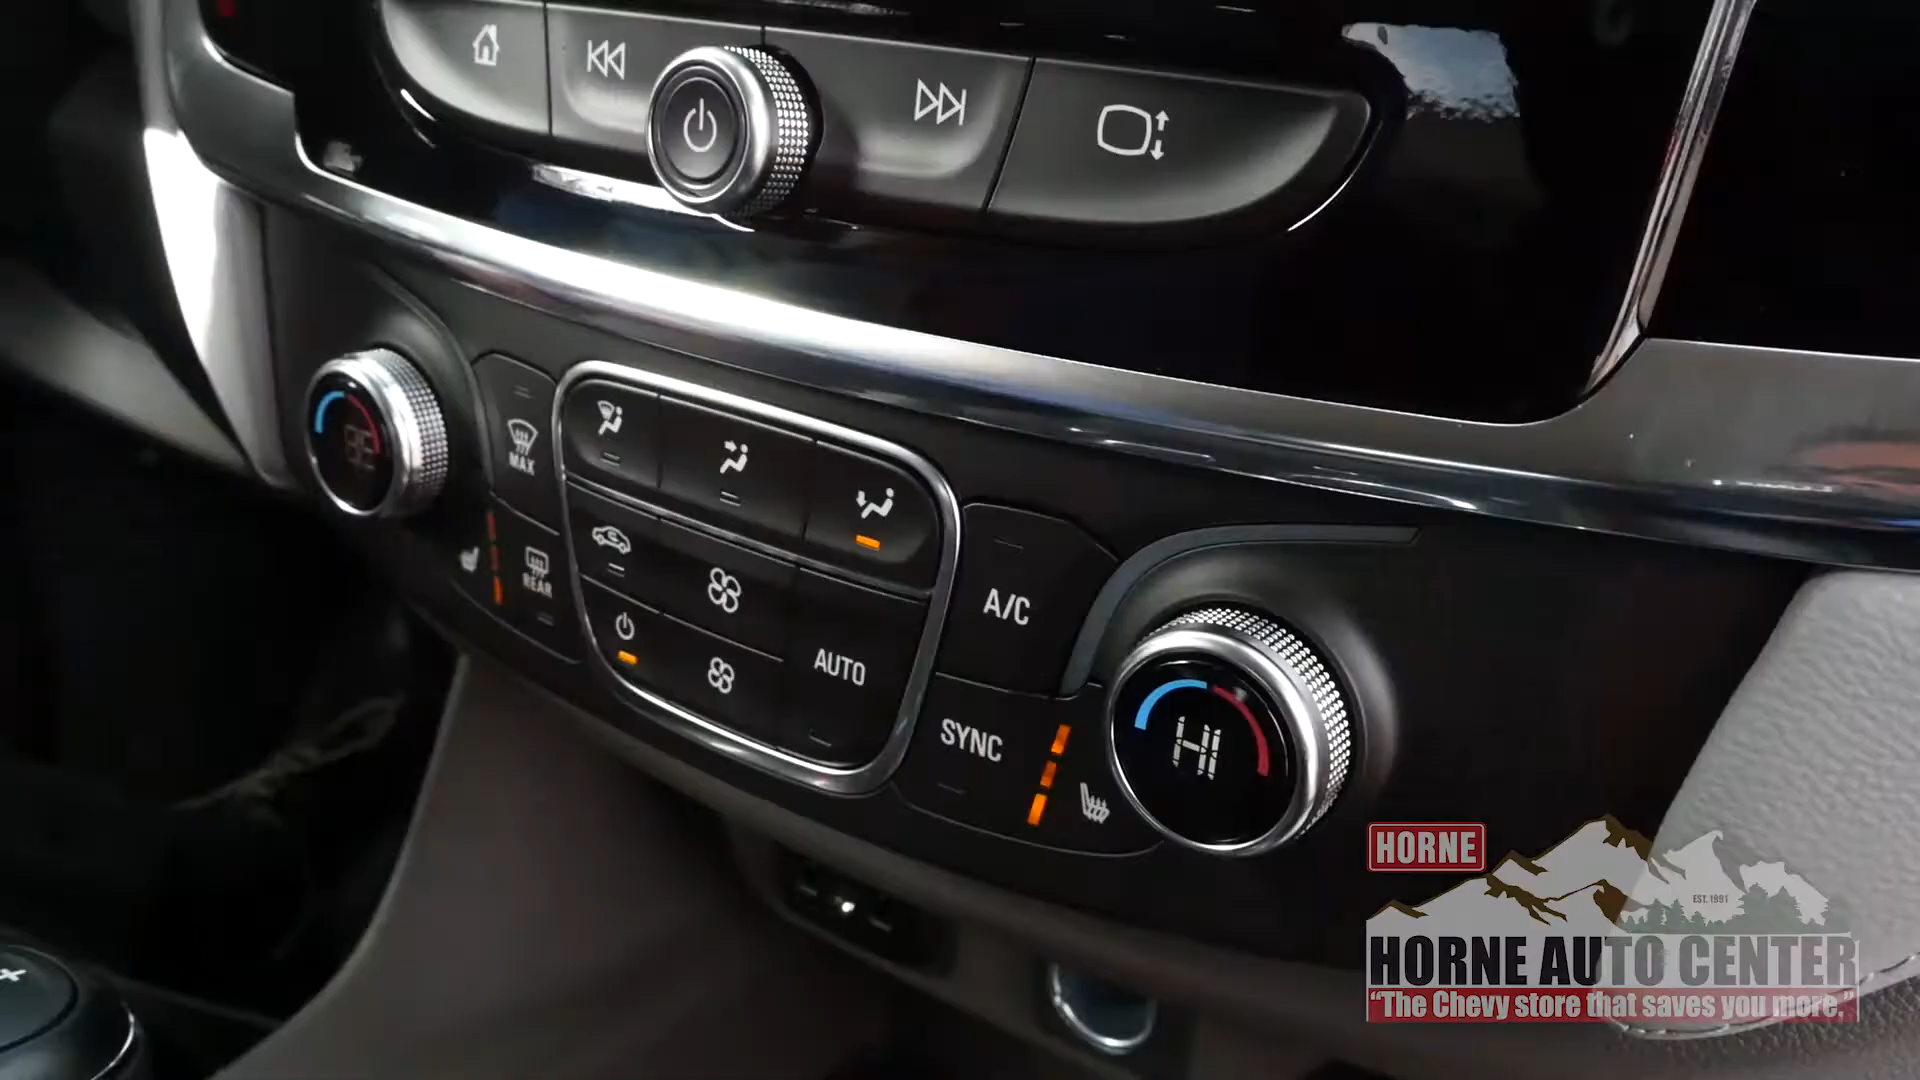 MAX
REAR
AUTO
A/C
SYNC
HI
HORNE
EST. 1991
HORNE AUTO CENTER
"The Chevy store that saves you more."